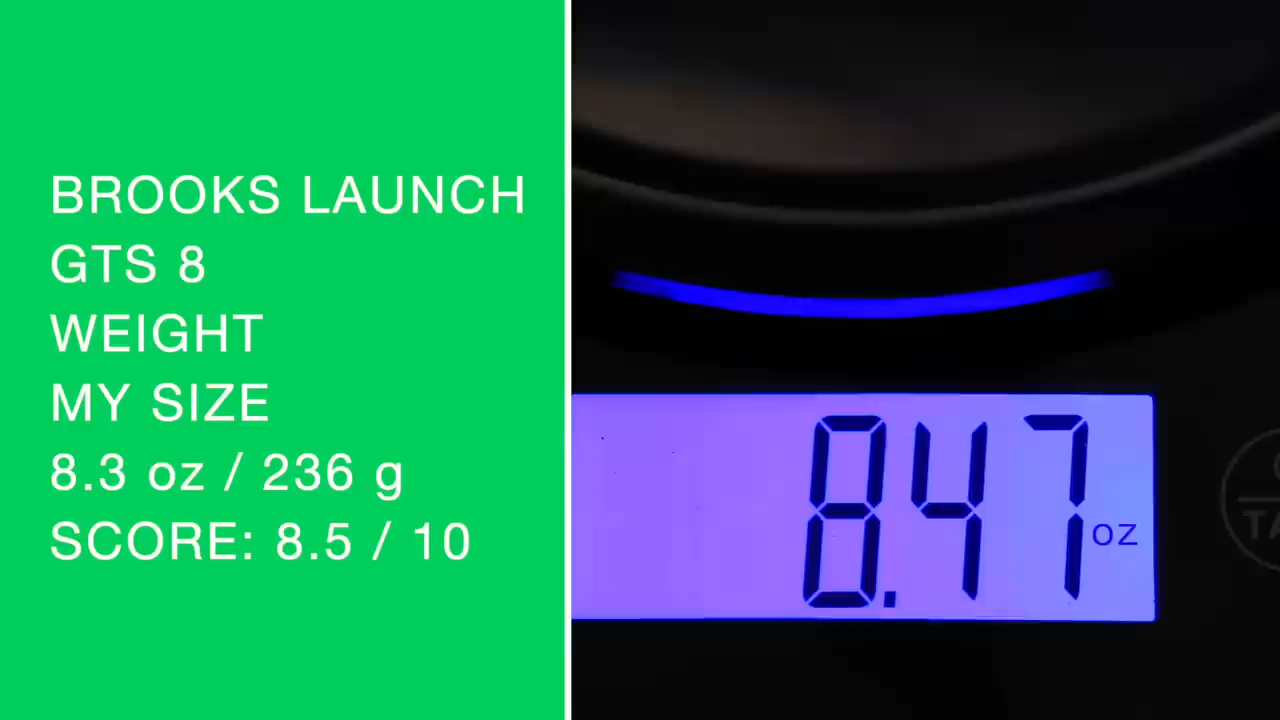 BROOKS LAUNCH
GTS 8
WEIGHT
MY SIZE
8.3 oz / 236 g
SCORE: 8.5 / 10
8.47 oz